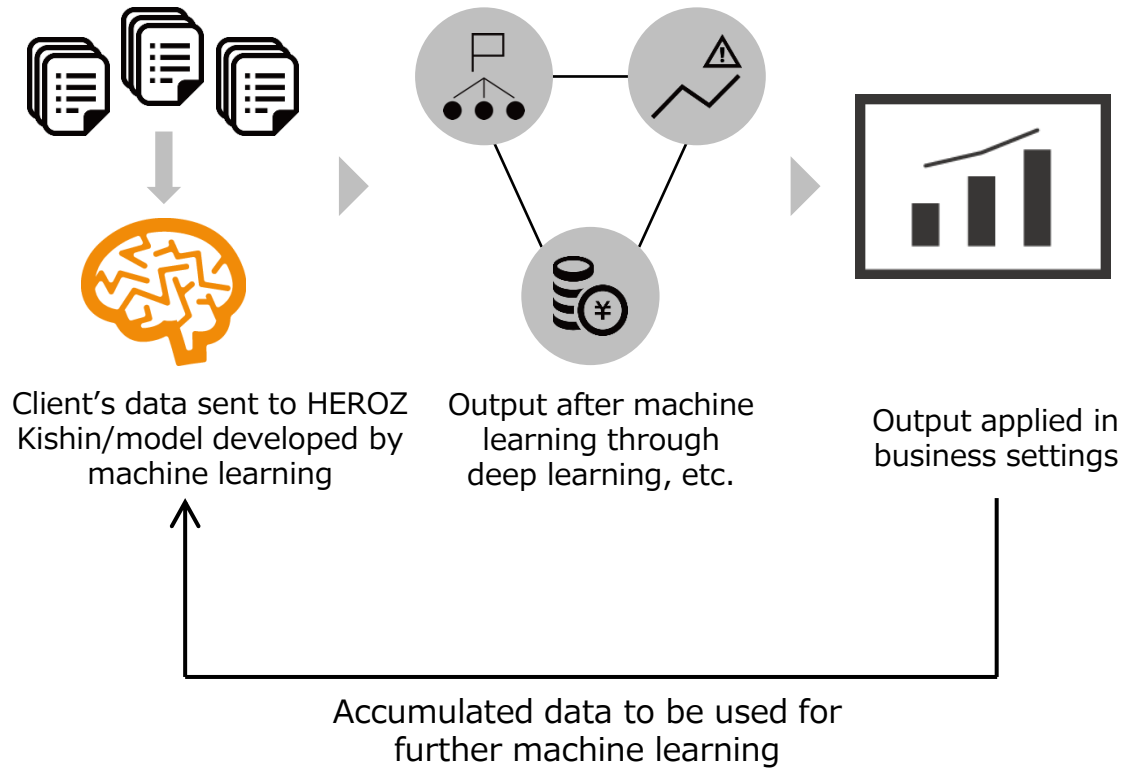 ¥
Client’s data sent to HEROZ
Kishin/model developed by
machine learning
Output after machine
learning through
deep learning, etc.
Output applied in
business settings
Accumulated data to be used for
further machine learning